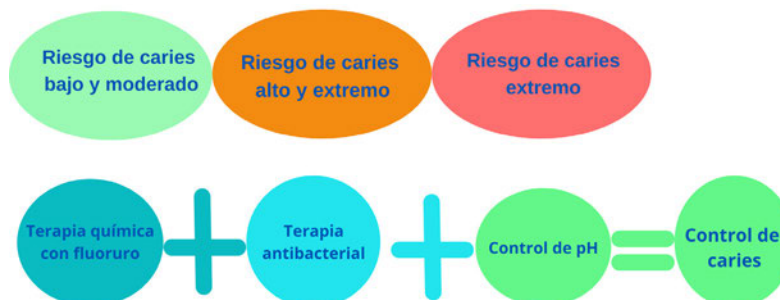 Riesgo de caries
bajo y moderado
Riesgo de caries
alto y extremo
Riesgo de caries
extremo
Terapia química
con fluoruro
Terapia
antibacterial
Control de pH
Control de
caries